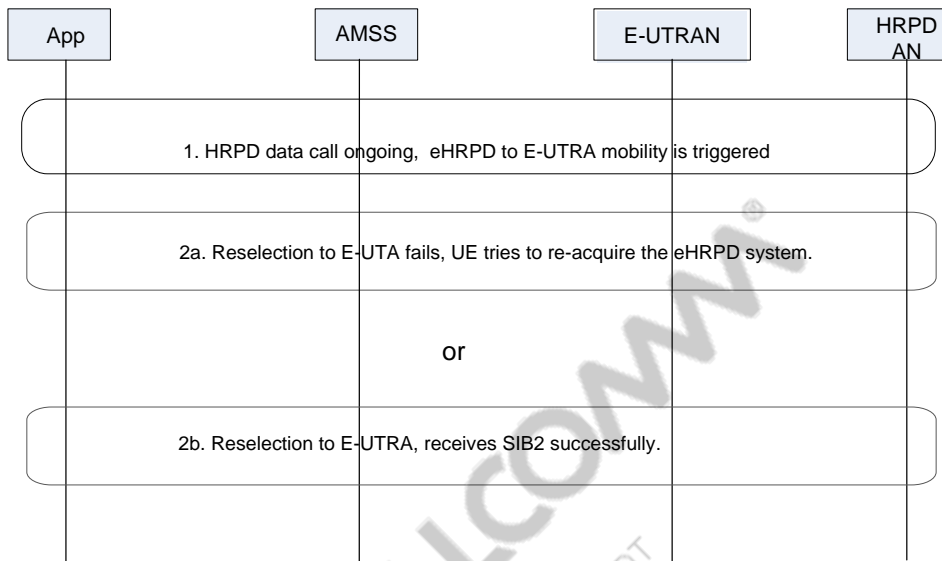 App
AMSS
E-UTRAN
HRPD
AN
1. HRPD data call ongoing, eHRPD to E-UTRA mobility is triggered
2a. Reselection to E-UTA fails, UE tries to re-acquire the eHRPD system.
or
2b. Reselection to E-UTRA, receives SIB2 successfully.